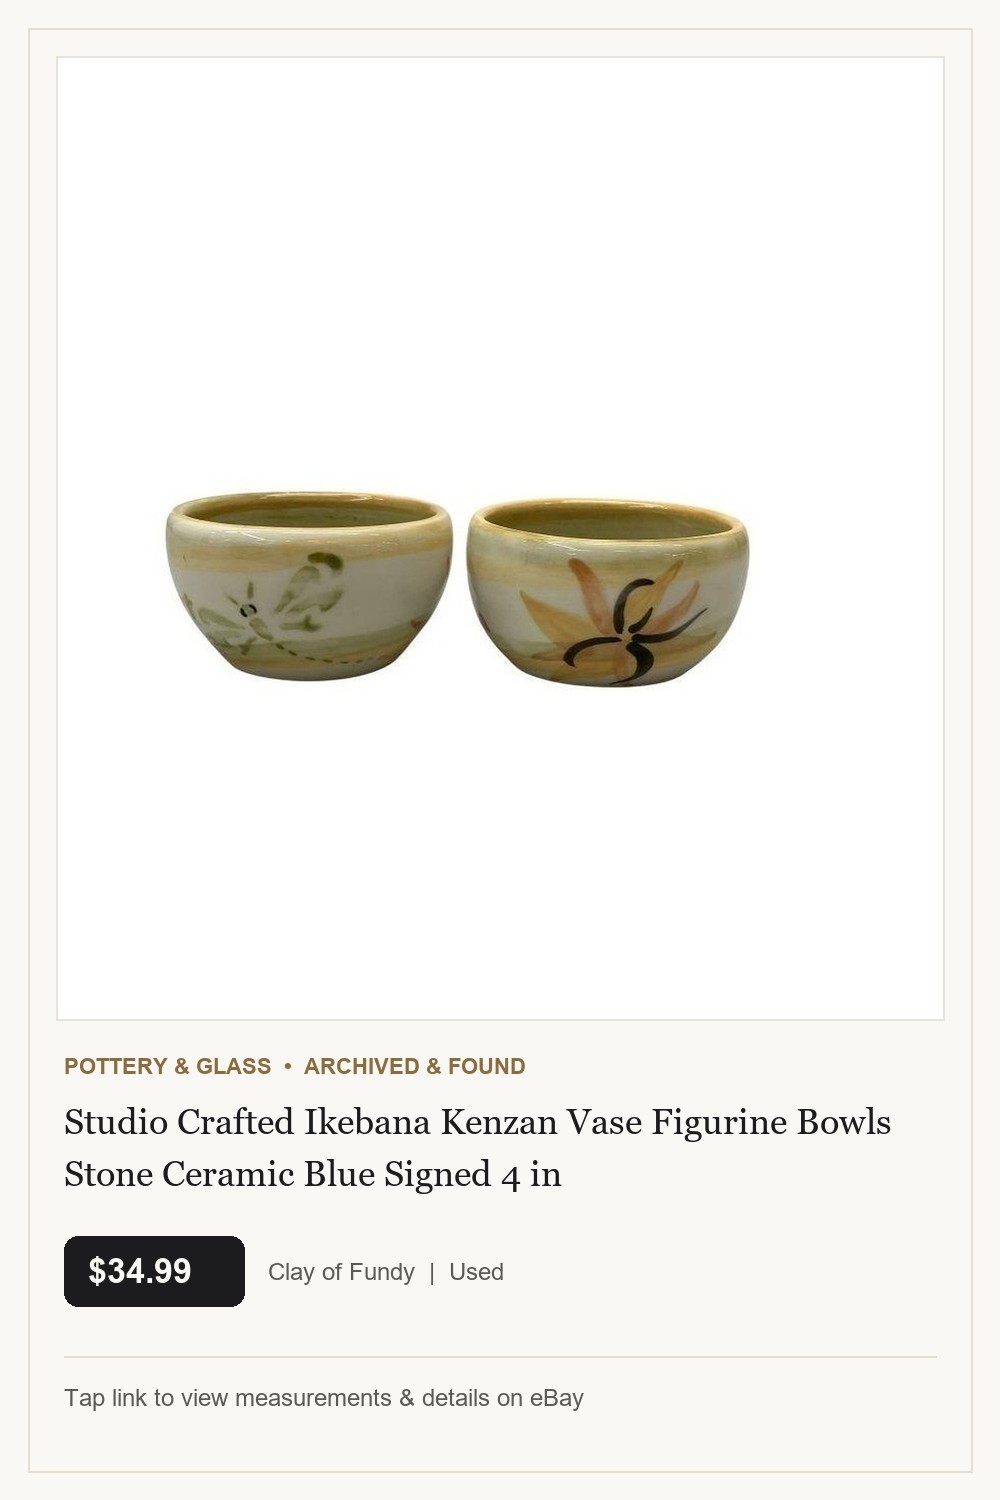 POTTERY & GLASS • ARCHIVED & FOUND
Studio Crafted Ikebana Kenzan Vase Figurine Bowls
Stone Ceramic Blue Signed 4 in
$34.99
Clay of Fundy | Used
Tap link to view measurements & details on eBay